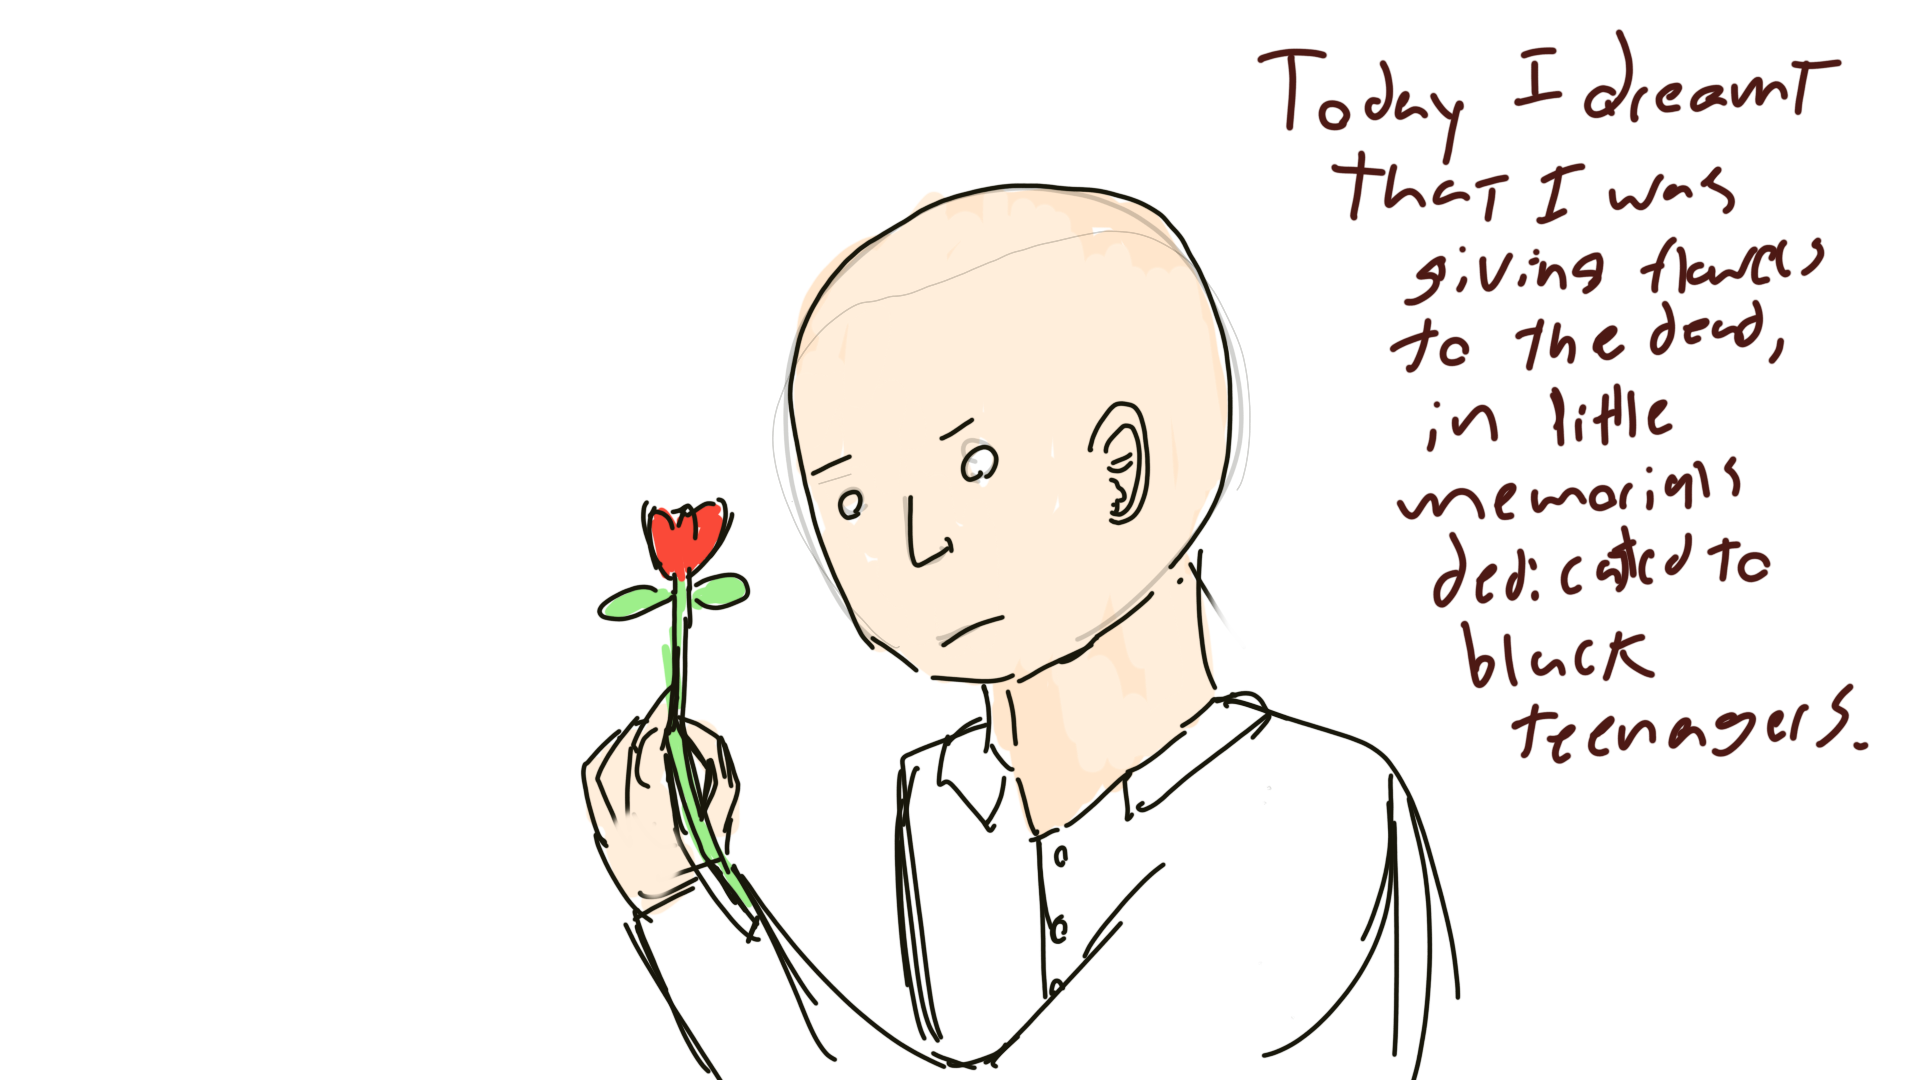 Today I dreamt
that I was
giving flowers
to the dead,
in little
memorials
dedicated to
black
teenagers.